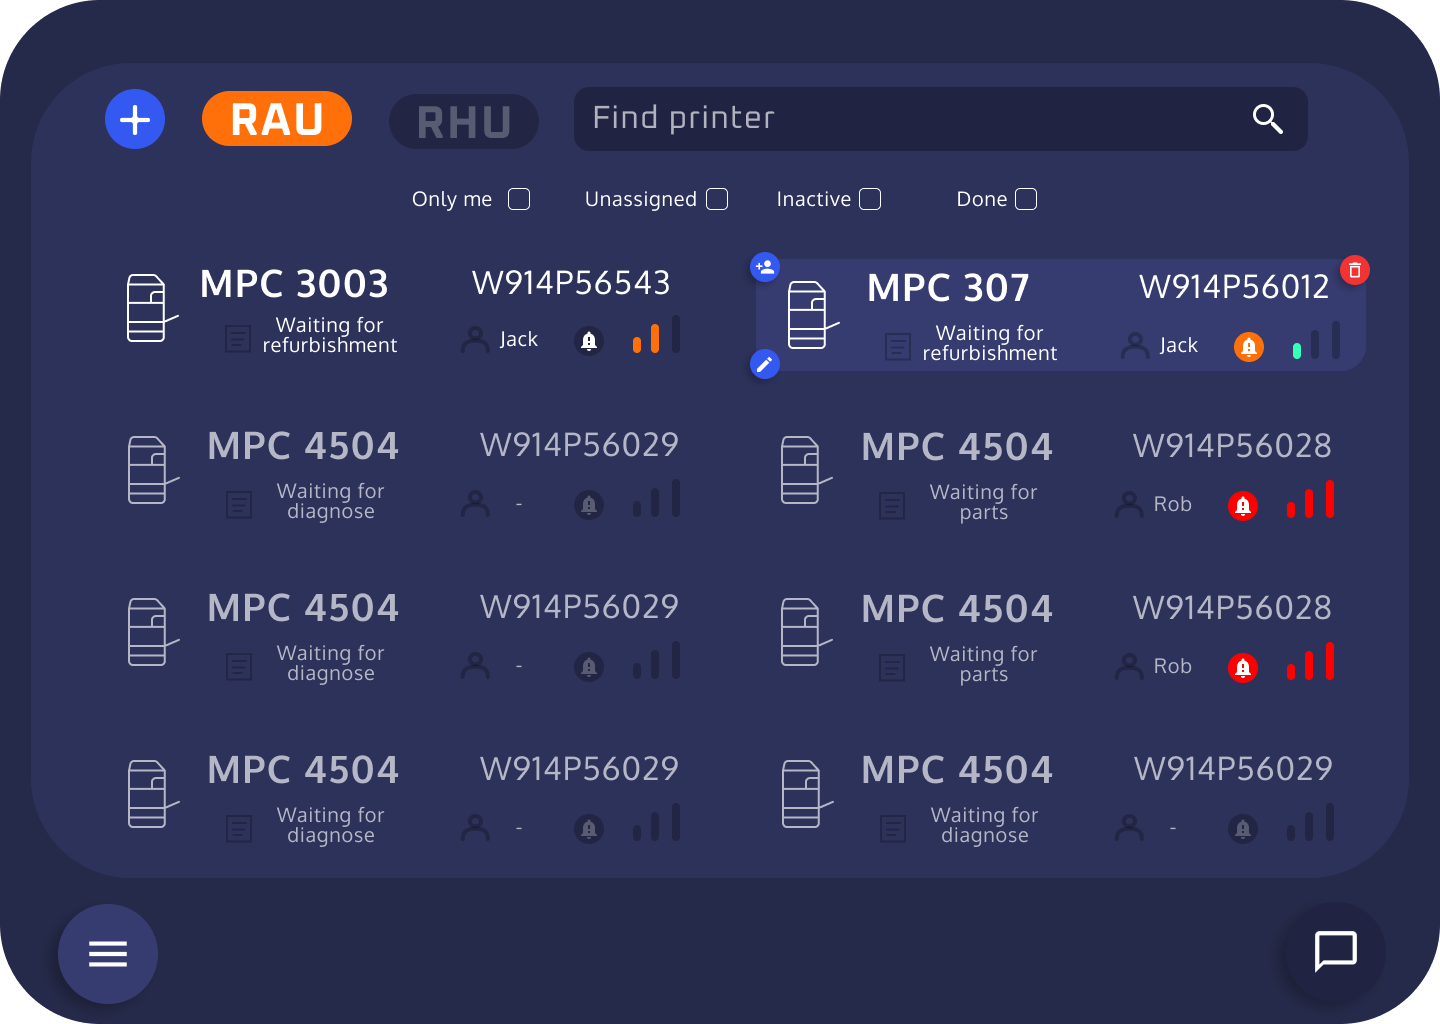 RAU
RHU
Find printer
Only me
Unassigned
Inactive
Done
MPC 3003
W914P56543
Waiting for
refurbishment
Jack
MPC 307
W914P56012
Waiting for
refurbishment
Jack
MPC 4504
W914P56029
Waiting for
diagnose
-
MPC 4504
W914P56028
Waiting for
parts
Rob
MPC 4504
W914P56029
Waiting for
diagnose
-
MPC 4504
W914P56028
Waiting for
parts
Rob
MPC 4504
W914P56029
Waiting for
diagnose
-
MPC 4504
W914P56029
Waiting for
diagnose
-